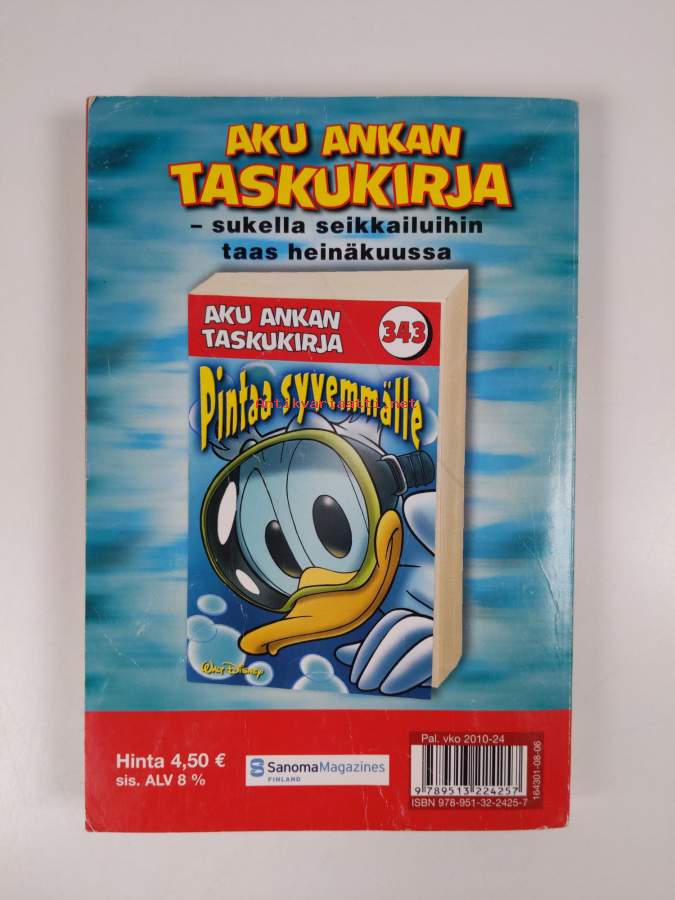 AKU ANKAN
TASKUKIRJA
– sukella seikkailuihin
taas heinäkuussa
AKU ANKAN
TASKUKIRJA
343
Pintaa syvemmälle
Antikvariaatti.net
WALT DISNEY
Hinta 4,50 €
sis. ALV 8 %
SanomaMagazines
FINLAND
Pal. vko 2010-24
9 789513 224257
ISBN 978-951-32-2425-7
164301-08-06